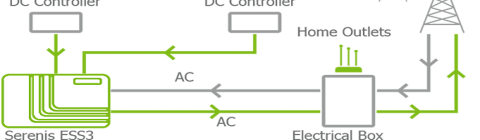 DC Controller
DC Controller
Home Outlets
AC
AC
Serenis ESS3
Electrical Box